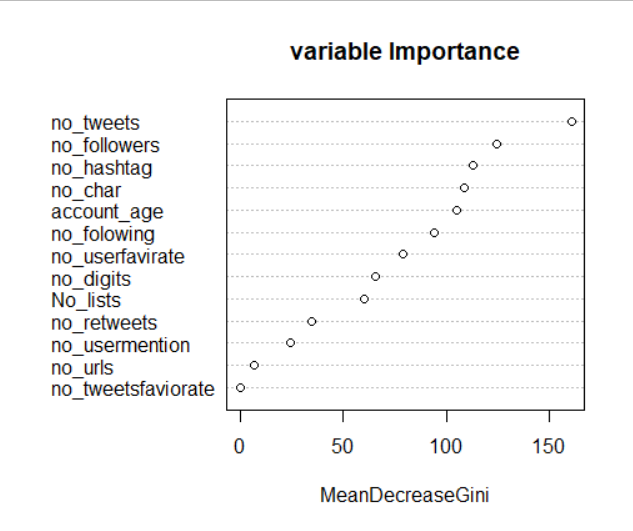 variable Importance
no_tweets
no_followers
no_hashtag
no_char
account_age
no_folowing
no_userfavirate
no_digits
No_lists
no_retweets
no_usermention
no_urls
no_tweetsfaviorate
0 50 100 150
MeanDecreaseGini